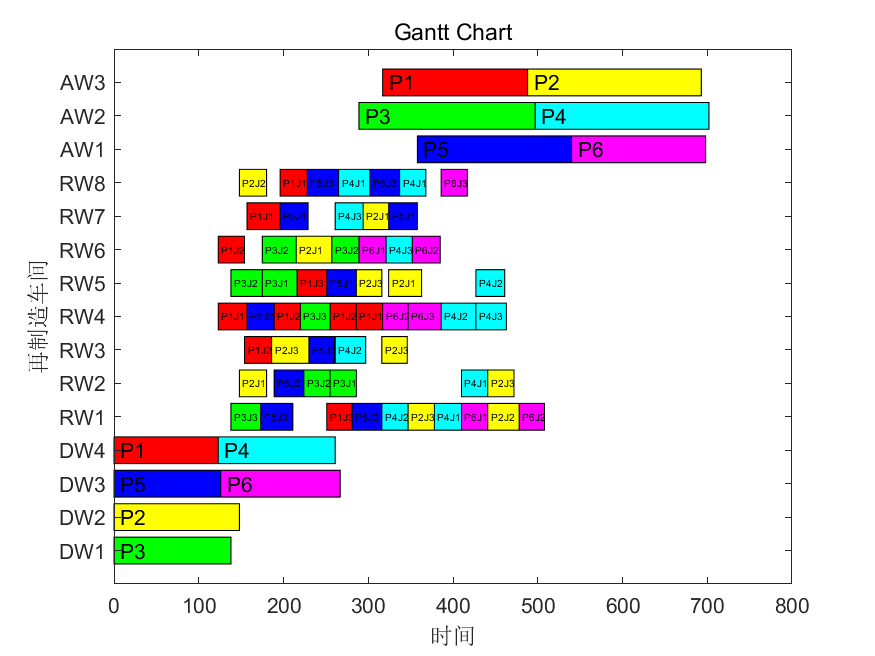 Gantt Chart
AW3 P1 P2
AW2 P3 P4
AW1 P5 P6
RW8 P2J2 P1J1 P5J3 P4J1 P5J3 P4J1 P6J3
RW7 P1J1 P5J1 P4J3 P2J1 P5J1
RW6 P1J2 P3J2 P2J1 P3J2 P6J1 P4J3 P6J2
RW5 P3J2 P3J1 P1J3 P5J1 P2J3 P2J1 P4J2
RW4 P1J1 P5J2 P1J2 P3J3 P1J2 P1J1 P6J2 P6J3 P4J2 P4J3
RW3 P1J2 P2J3 P5J2 P4J2 P2J3
RW2 P2J1 P5J2 P3J2 P3J1 P4J1 P2J3
RW1 P3J3 P5J3 P1J3 P5J2 P4J2 P2J3 P4J1 P6J1 P2J2 P6J2
DW4 P1 P4
DW3 P5 P6
DW2 P2
DW1 P3
再制造车间
0 100 200 300 400 500 600 700 800
时间